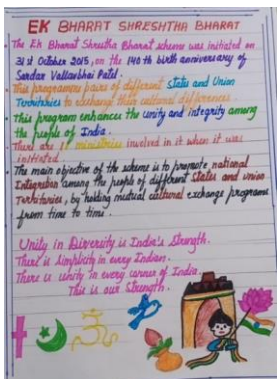 EK BHARAT SHRESHTHA BHARAT
The Ek Bharat Shrestha Bharat scheme was initiated on
31st October 2015, on the 140th birth anniversary of
Sardar Vallabhai Patel.
This programme pairs of different States and Union
Territories to exchange their cultural differences.
This program enhances the unity and integrity among
the people of India.
There are ministries involved in it when it was
initiated.
The main objective of the scheme is to promote national
Integration among the people of different States and union
Territories, by holding mutual cultural exchange programs
from time to time.
Unity in Diversity is India's Strength.
There is simplicity in every Indian.
There is unity in every corner of India.
This is our Strength.